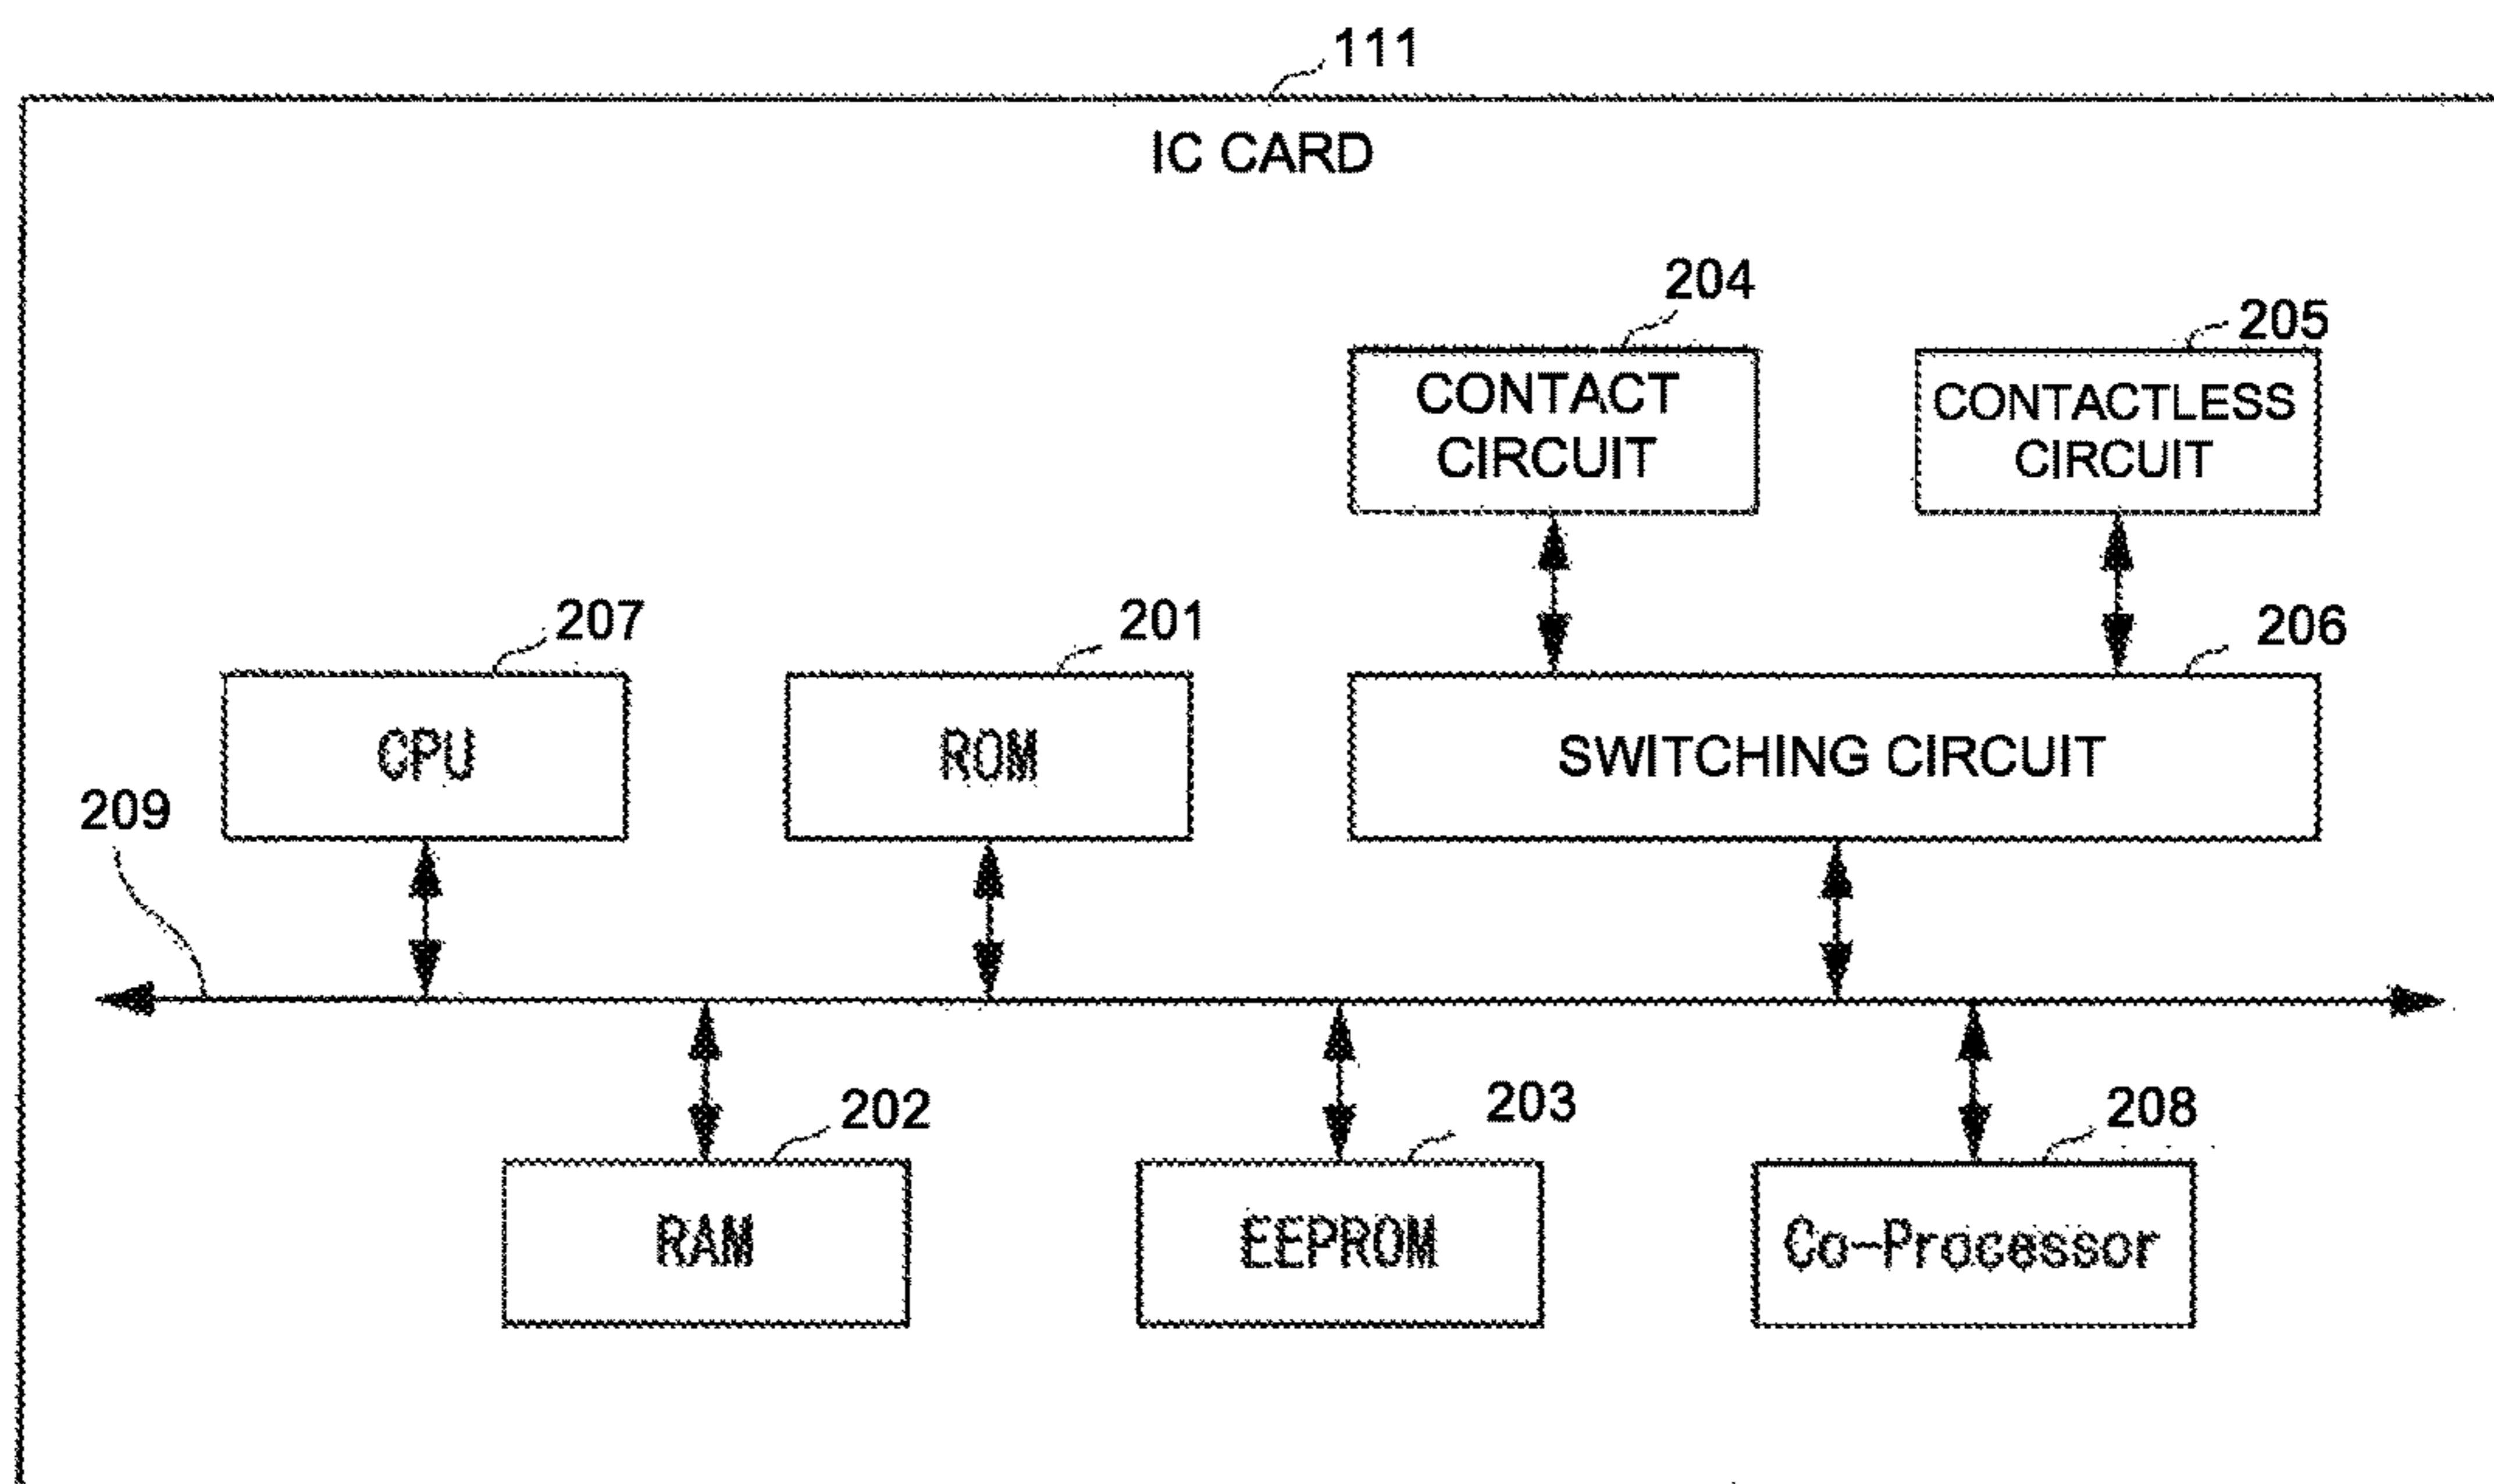 111
IC CARD
204
205
CONTACT
CIRCUIT
CONTACTLESS
CIRCUIT
207
201
206
CPU
ROM
SWITCHING CIRCUIT
209
202
203
208
RAM
EEPROM
Co-Processor